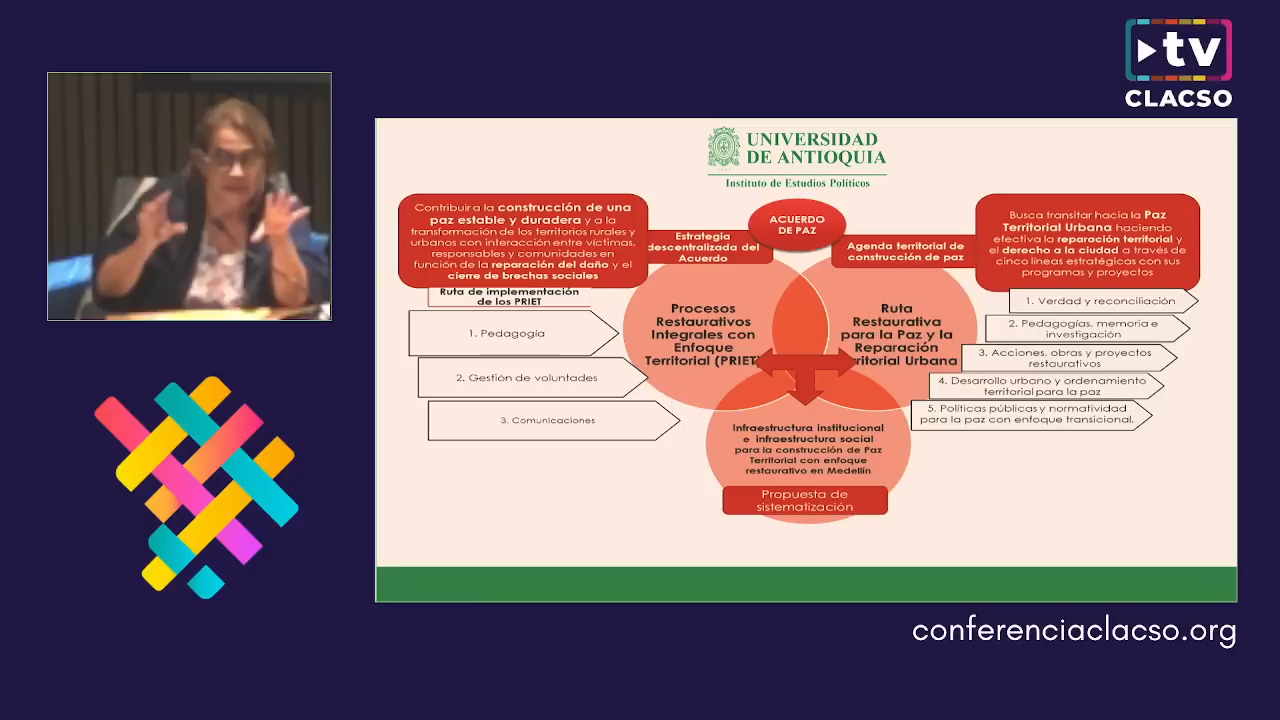 tv
CLACSO
UNIVERSIDAD
DE ANTIOQUIA
Instituto de Estudios Políticos
Contribuir a la construcción de una
paz estable y duradera y a la
transformación de los territorios rurales y
urbanos con interacción entre víctimas,
responsables y comunidades en
función de la reparación del daño y el
cierre de brechas sociales
Ruta de implementación
de los PRIET
1. Pedagogía
2. Gestión de voluntades
3. Comunicaciones
Estrategia
descentralizada del
Acuerdo
ACUERDO
DE PAZ
Agenda territorial de
construcción de paz
Busca transitar hacia la Paz
Territorial Urbana haciendo
efectiva la reparación territorial y
el derecho a la ciudad a través de
cinco líneas estratégicas con sus
programas y proyectos
1. Verdad y reconciliación
2. Pedagogías, memoria e
investigación
3. Acciones, obras y proyectos
restaurativos
4. Desarrollo urbano y ordenamiento
territorial para la paz
5. Políticas públicas y normatividad
para la paz con enfoque transicional.
Procesos
Restaurativos
Integrales con
Enfoque
Territorial (PRIET)
Ruta
Restaurativa
para la Paz y la
Reparación
rritorial Urbana
Infraestructura institucional
e infraestructura social
para la construcción de Paz
Territorial con enfoque
restaurativo en Medellín
Propuesta de
sistematización
conferenciaclacso.org